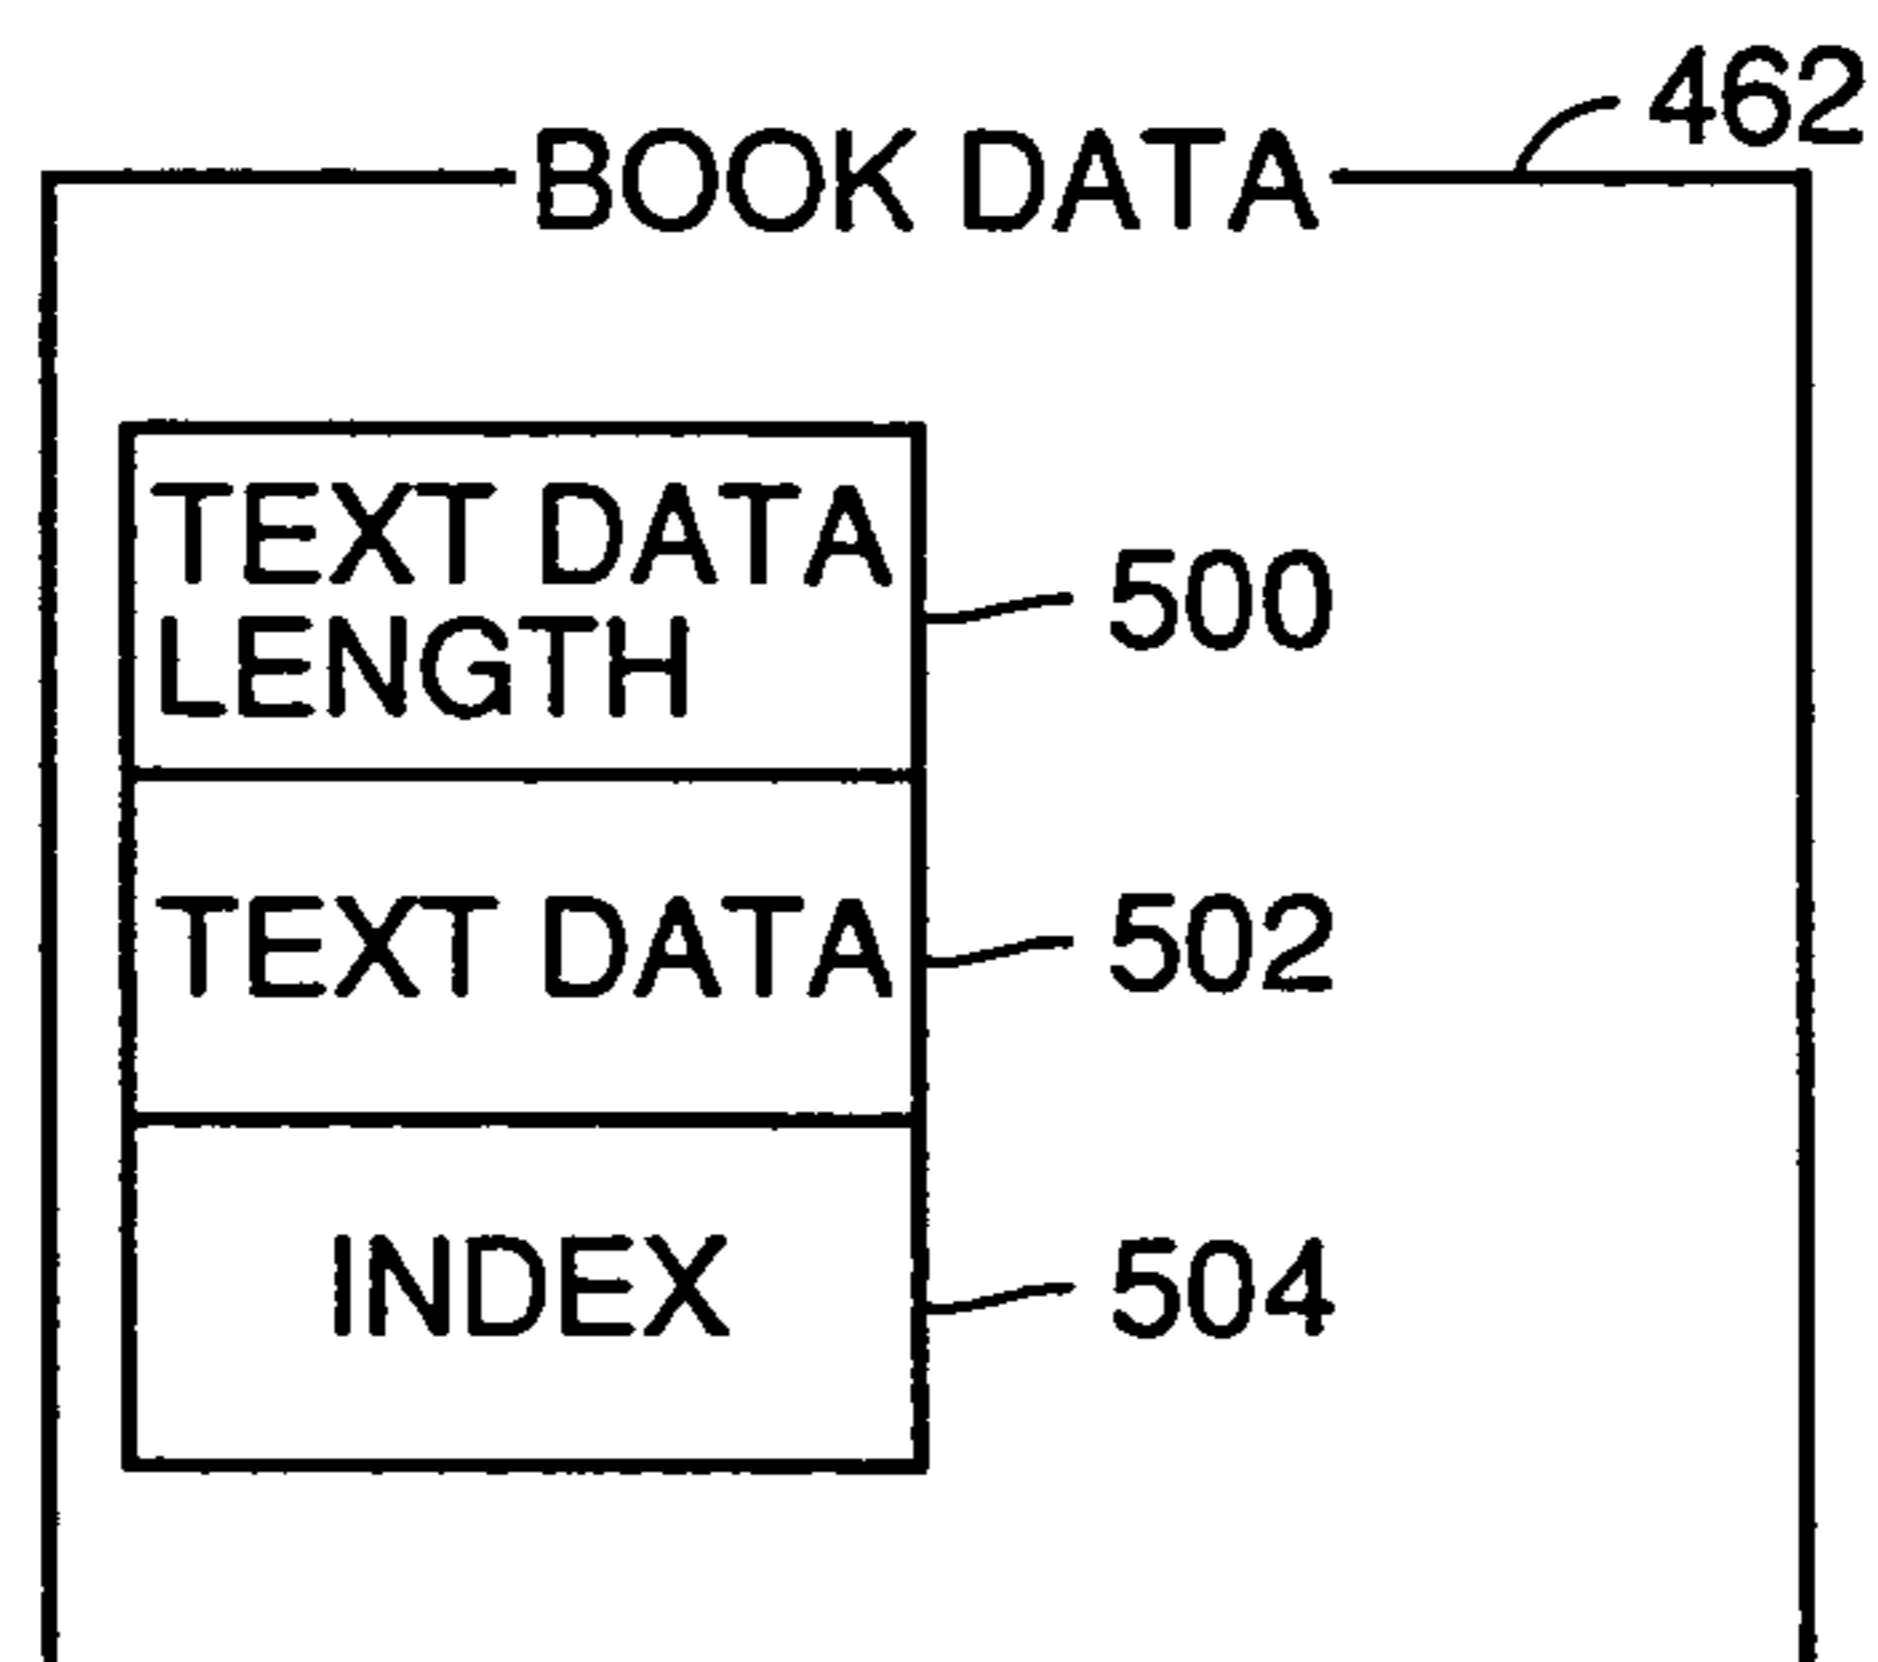 462
BOOK DATA
TEXT DATA
LENGTH
500
TEXT DATA
502
INDEX
504